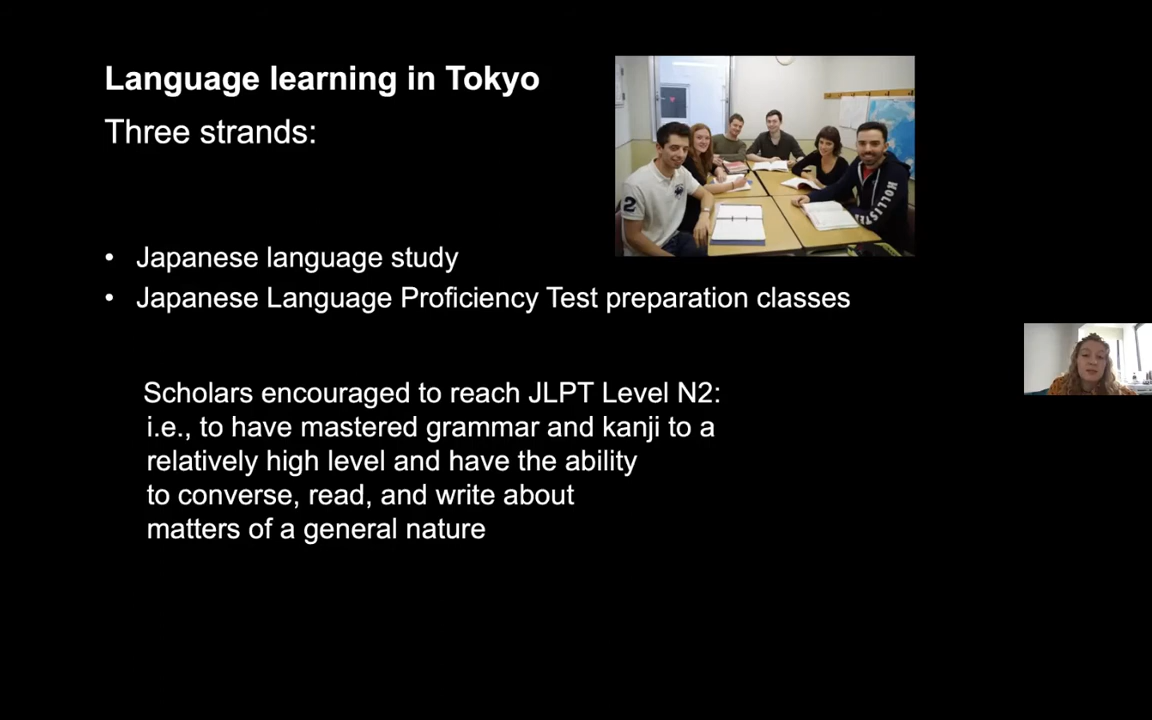 Language learning in Tokyo
Three strands:
• Japanese language study
• Japanese Language Proficiency Test preparation classes
Scholars encouraged to reach JLPT Level N2:
i.e., to have mastered grammar and kanji to a
relatively high level and have the ability
to converse, read, and write about
matters of a general nature
2
HOLLISTER